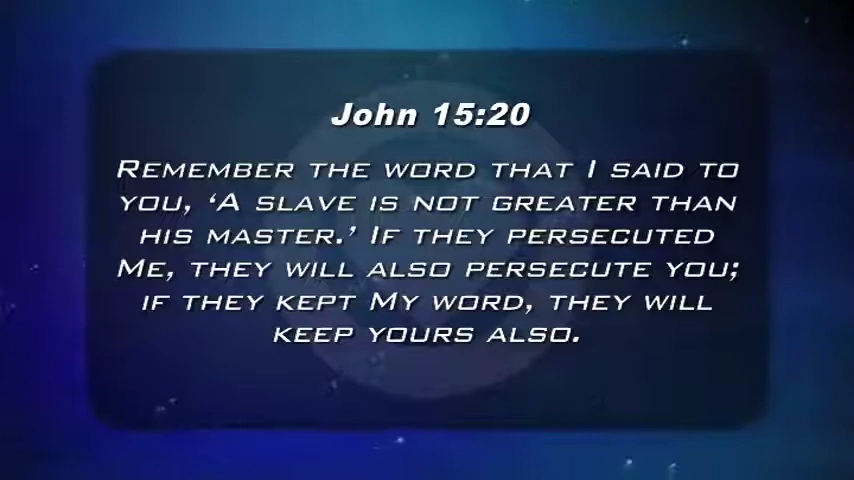 John 15:20
Remember the word that I said to
you, ‘A slave is not greater than
his master.’ If they persecuted
Me, they will also persecute you;
if they kept My word, they will
keep yours also.